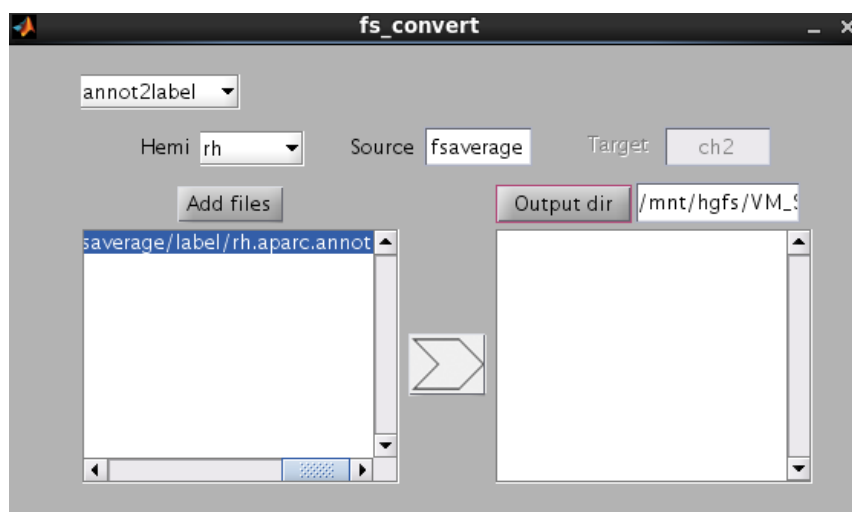 fs_convert
annot2label
Hemi rh Source fsaverage Target ch2
Add files Output dir /mnt/hgfs/VM_S
saverage/label/rh.aparc.annot